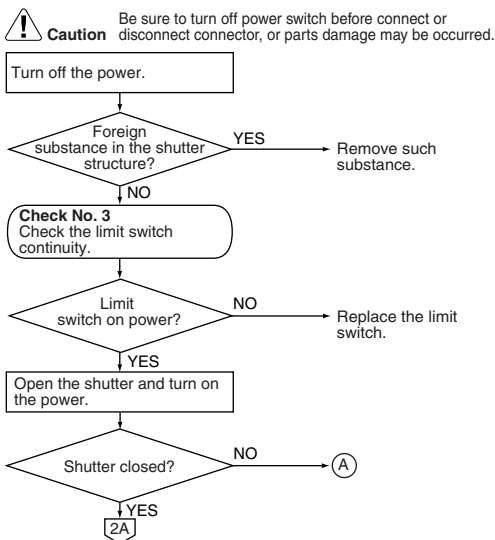 Be sure to turn off power switch before connect or
Caution disconnect connector, or parts damage may be occurred.
Turn off the power.
Foreign
substance in the shutter
structure?
YES
Remove such
substance.
NO
Check No. 3
Check the limit switch
continuity.
Limit
switch on power?
NO
Replace the limit
switch.
YES
Open the shutter and turn on
the power.
Shutter closed?
NO
A
YES
2A